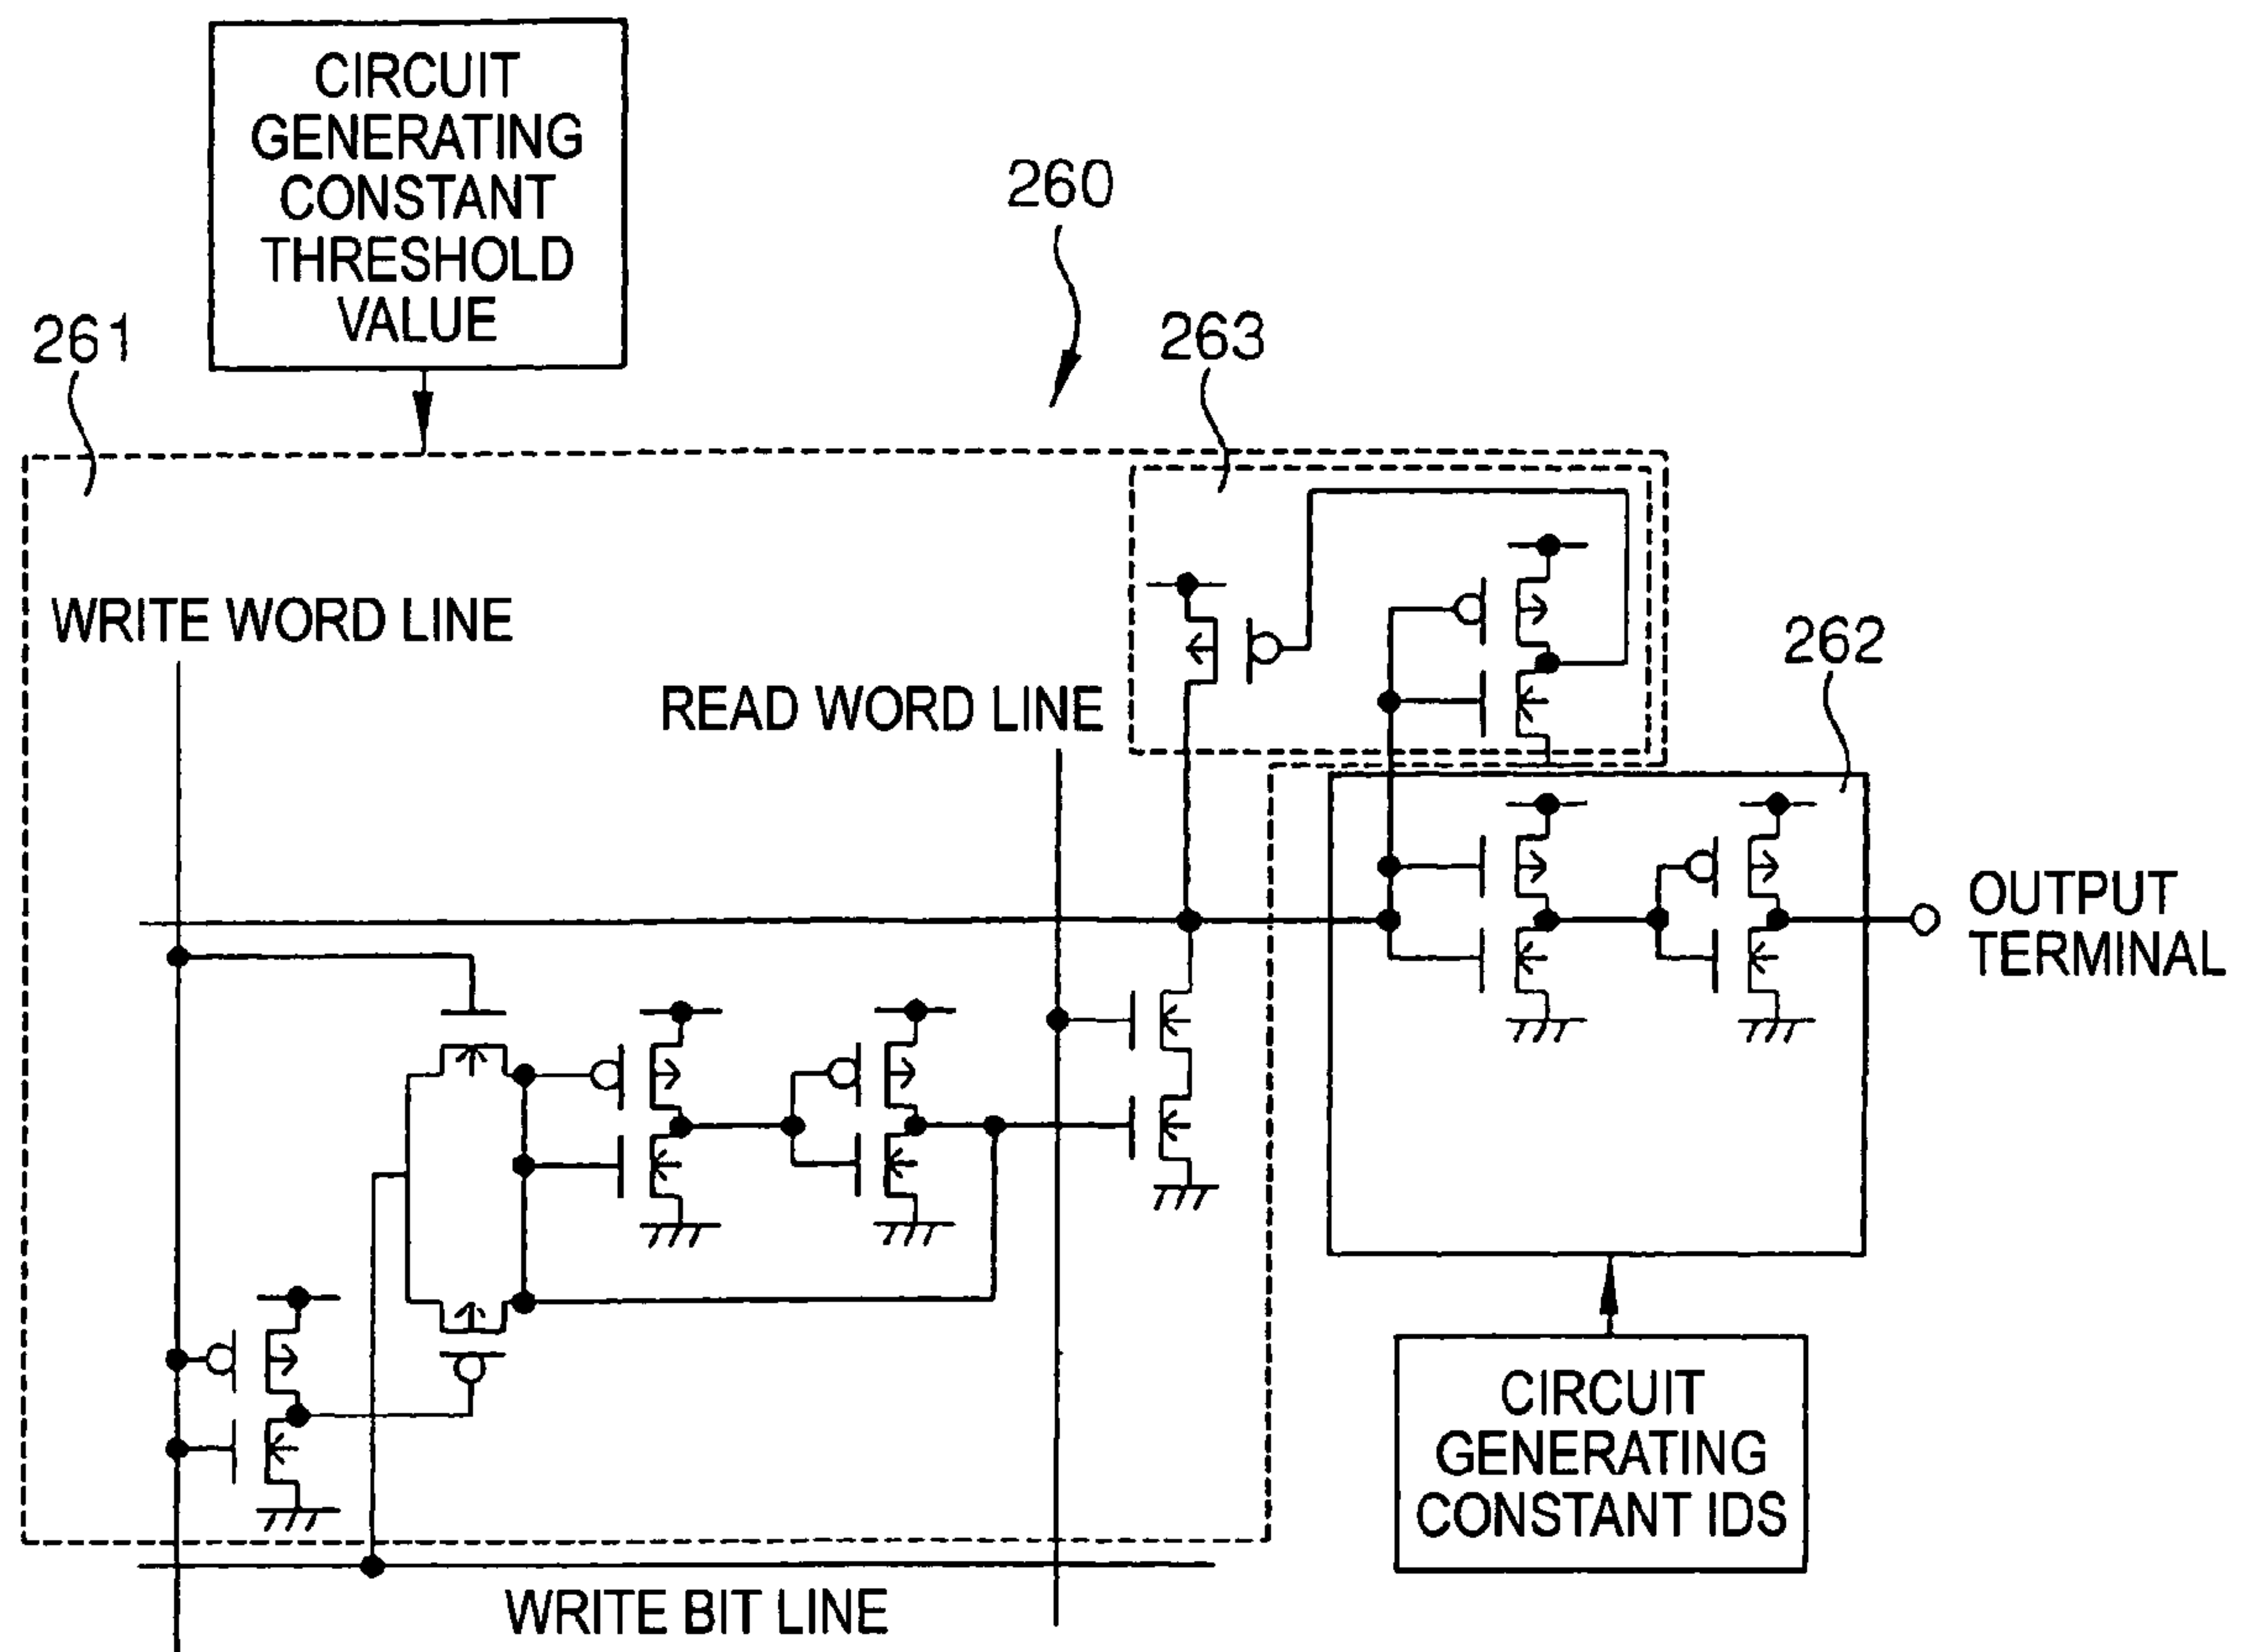 CIRCUIT
GENERATING
CONSTANT
THRESHOLD
VALUE
260
261
263
WRITE WORD LINE
262
READ WORD LINE
OUTPUT
TERMINAL
CIRCUIT
GENERATING
CONSTANT IDS
WRITE BIT LINE